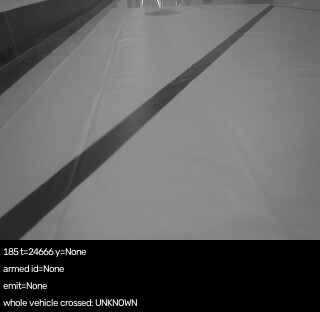 185 t=24666 y=None
armed id=None
emit=None
whole vehicle crossed: UNKNOWN